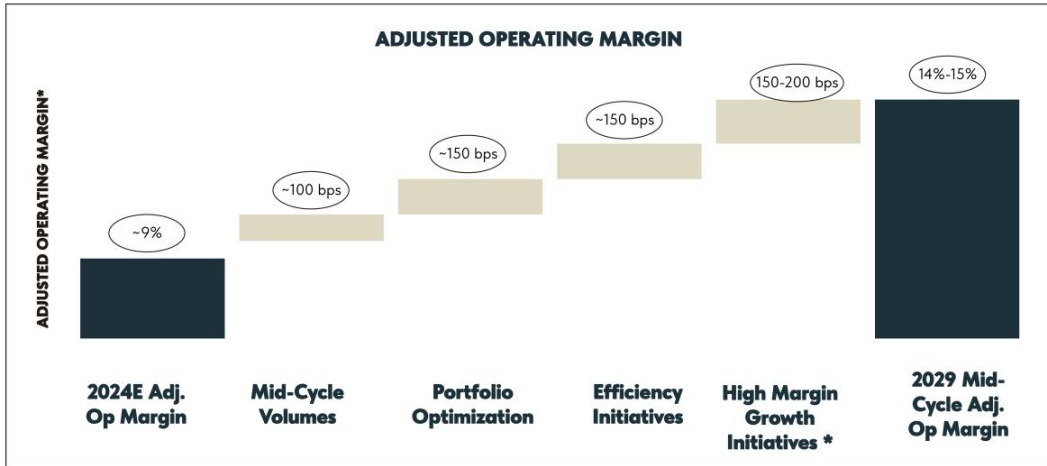 ADJUSTED OPERATING MARGIN
ADJUSTED OPERATING MARGIN*
~9%
~100 bps
~150 bps
~150 bps
150-200 bps
14%-15%
2024E Adj.
Op Margin
Mid-Cycle
Volumes
Portfolio
Optimization
Efficiency
Initiatives
High Margin
Growth
Initiatives *
2029 Mid-
Cycle Adj.
Op Margin